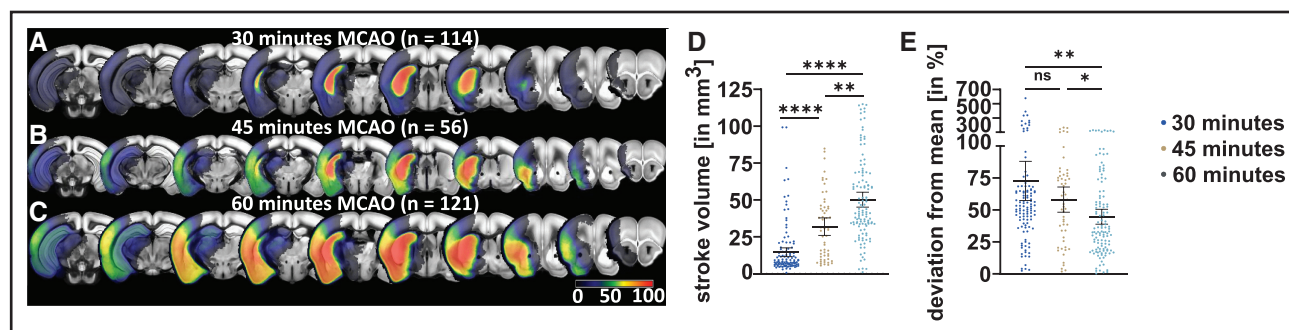 A
30 minutes MCAO (n = 114)
B
45 minutes MCAO (n = 56)
C
60 minutes MCAO (n = 121)
0 50 100
D
stroke volume [in mm³]
125
100
75
50
25
0
****
****
**
E
deviation from mean [in %]
700
500
300
100
75
50
25
0
**
ns
*
30 minutes
45 minutes
60 minutes